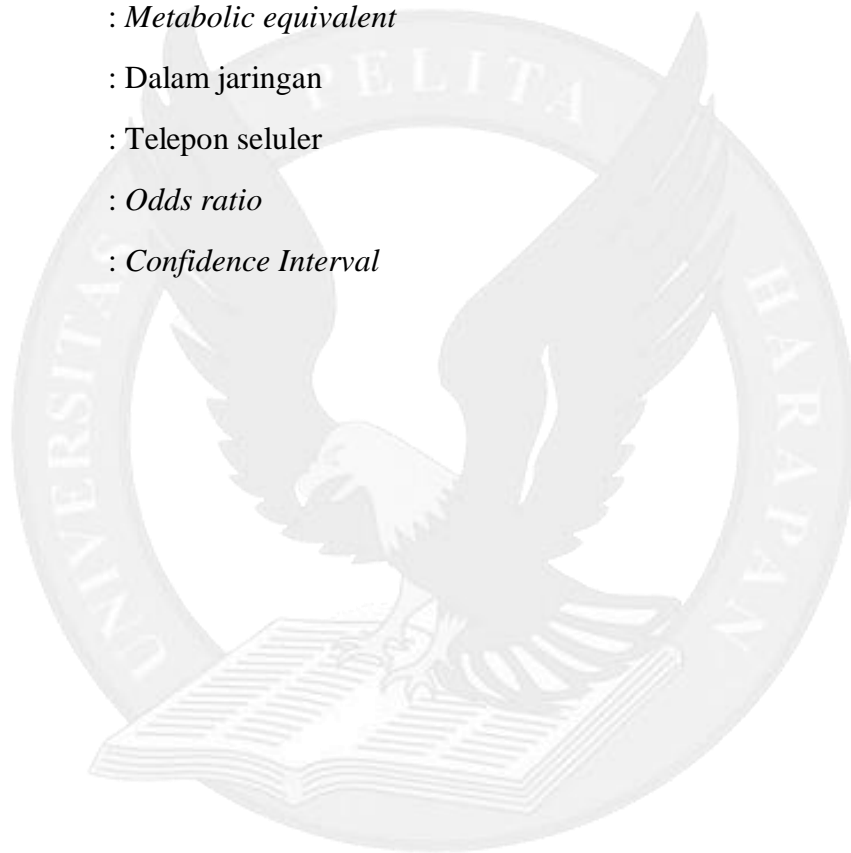 : Metabolic equivalent
: Dalam jaringan
: Telepon seluler
: Odds ratio
: Confidence Interval
UNIVERSITAS PELITA HARAPAN